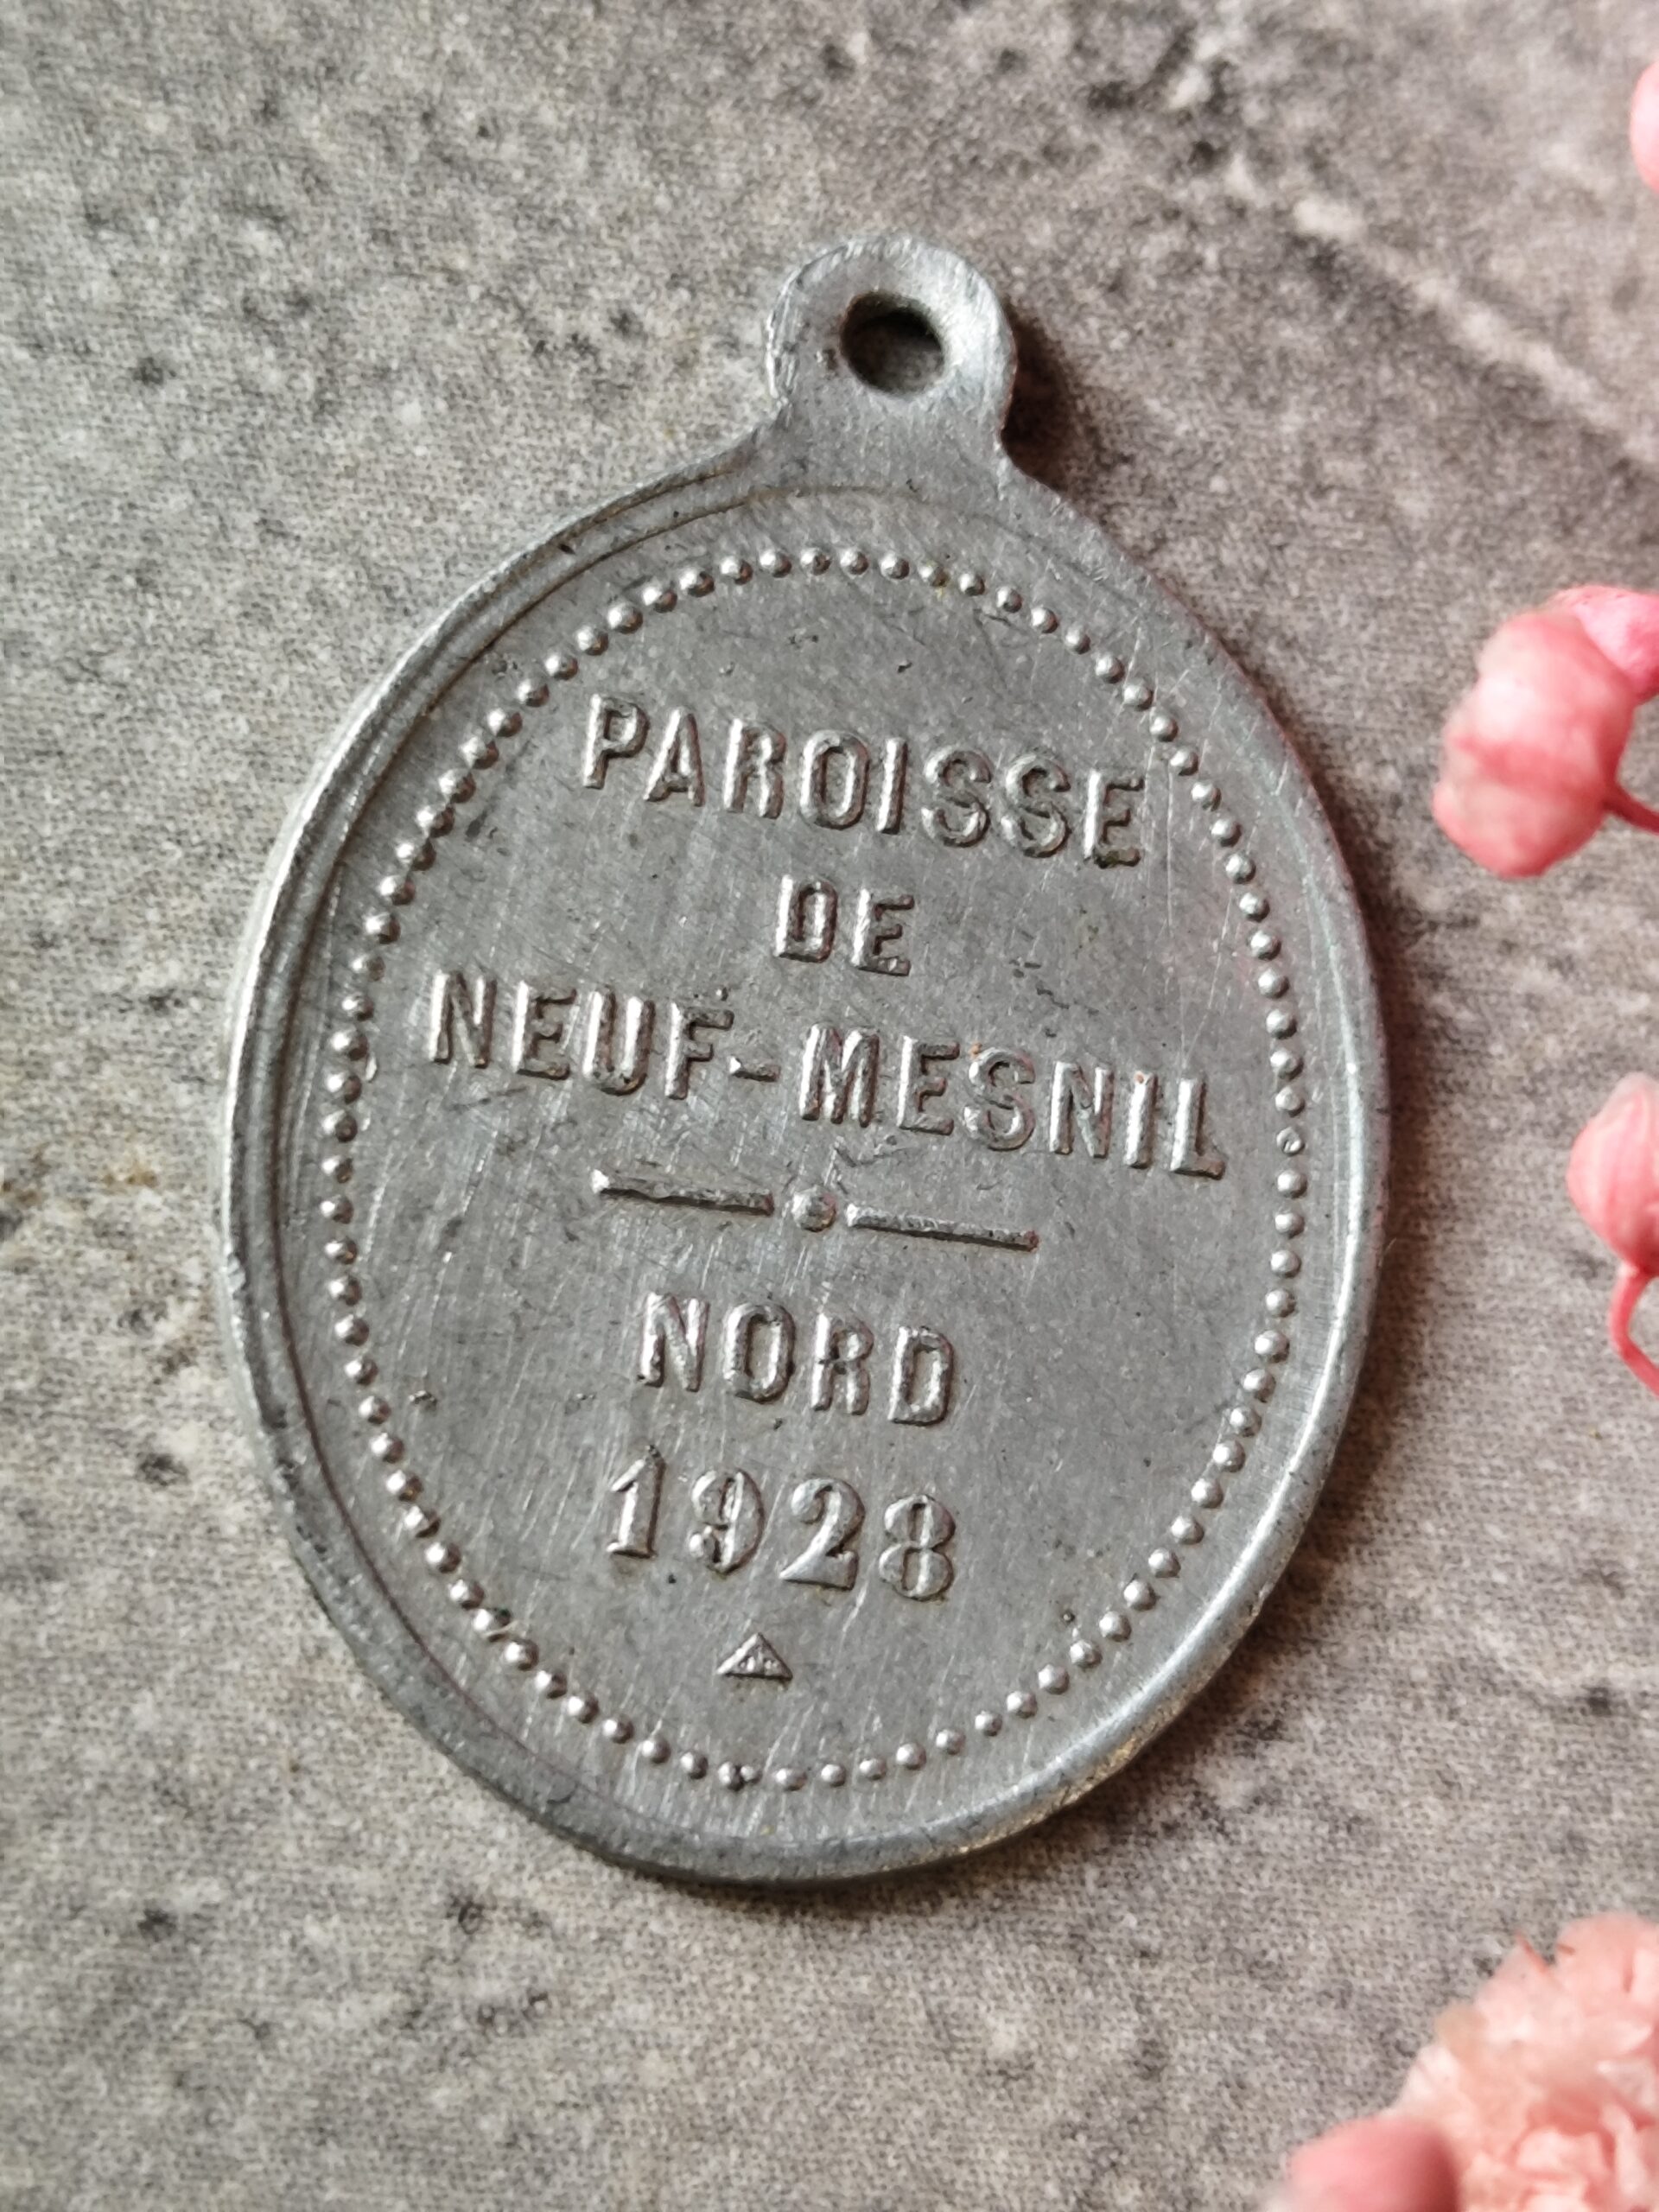 PAROISSE
DE
NEUF-MESNIL
NORD
1928